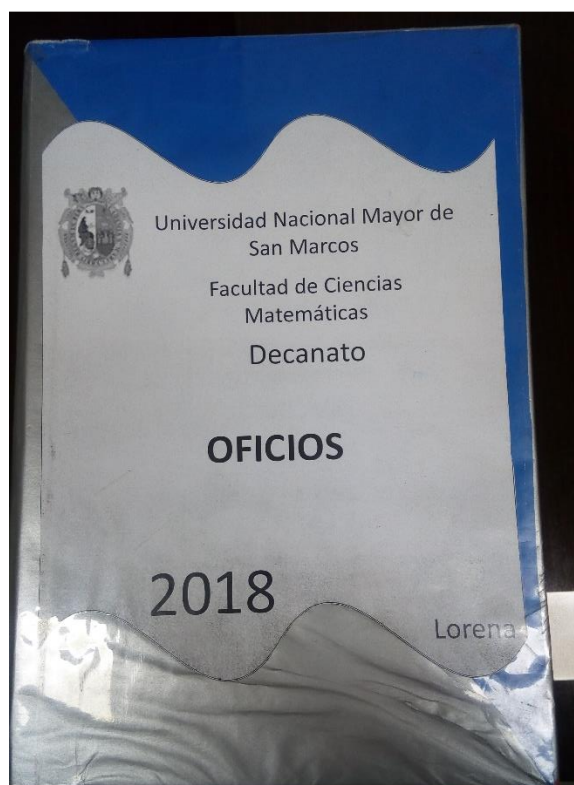 Universidad Nacional Mayor de
San Marcos
Facultad de Ciencias
Matemáticas
Decanato
OFICIOS
2018
Lorena